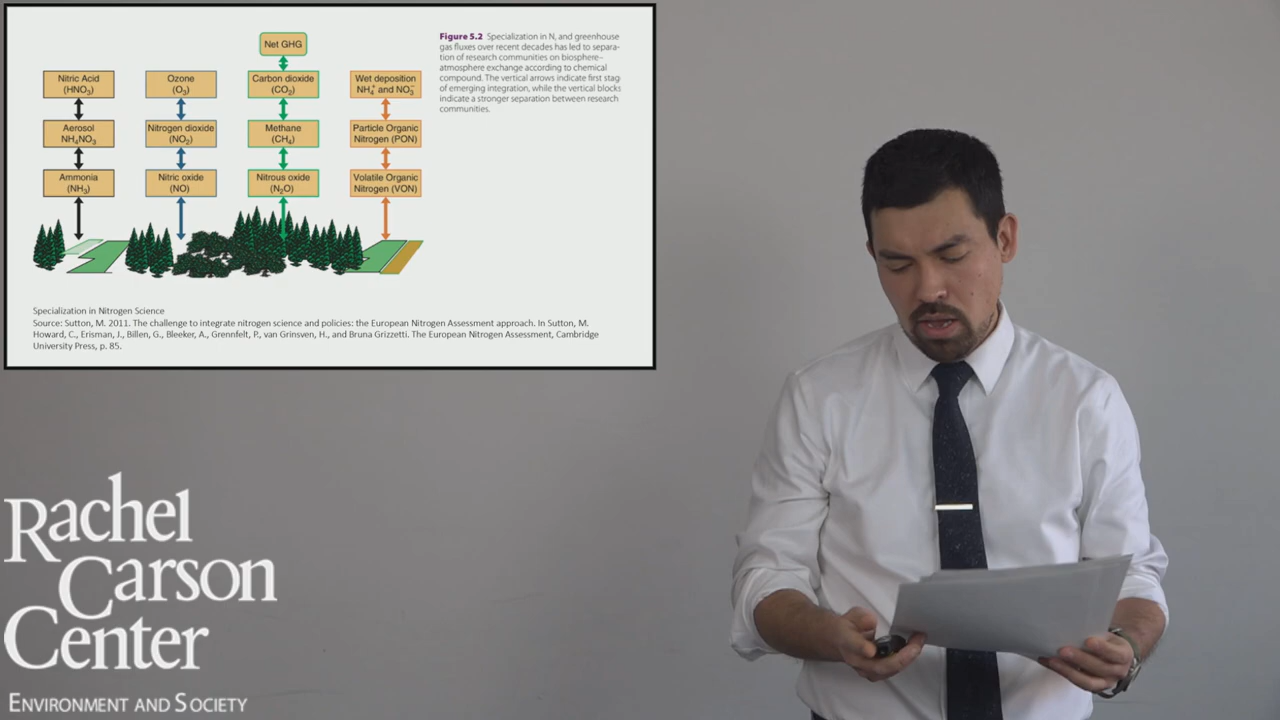 Net GHG
Nitric Acid
(HNO3)
Ozone
(O3)
Carbon dioxide
(CO2)
Wet deposition
NH4+ and NO3-
Aerosol
NH4NO3
Nitrogen dioxide
(NO2)
Methane
(CH4)
Particle Organic
Nitrogen (PON)
Ammonia
(NH3)
Nitric oxide
(NO)
Nitrous oxide
(N2O)
Volatile Organic
Nitrogen (VON)
Figure 5.2 Specialization in Nr and greenhouse
gas fluxes over recent decades has led to separa-
tion of research communities on biosphere–
atmosphere exchange according to chemical
compound. The vertical arrows indicate first stag
of emerging integration, while the vertical blocks
indicate a stronger separation between research
communities.
Specialization in Nitrogen Science
Source: Sutton, M. 2011. The challenge to integrate nitrogen science and policies: the European Nitrogen Assessment approach. In Sutton, M.
Howard, C., Erisman, J., Billen, G., Bleeker, A., Grennfelt, P., van Grinsven, H., and Bruna Grizzetti. The European Nitrogen Assessment, Cambridge
University Press, p. 85.
Rachel
Carson
Center
Environment and Society